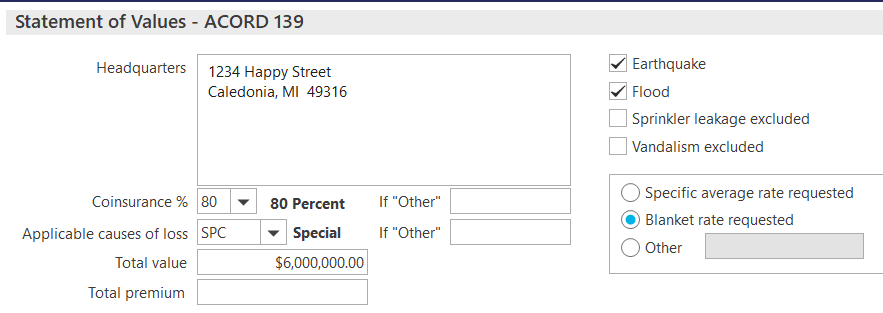 Statement of Values - ACORD 139
Headquarters
1234 Happy Street
Caledonia, MI  49316
Earthquake
Flood
Sprinkler leakage excluded
Vandalism excluded
Coinsurance % 80 80 Percent If "Other"
Applicable causes of loss SPC Special If "Other"
Total value $6,000,000.00
Total premium
Specific average rate requested
Blanket rate requested
Other